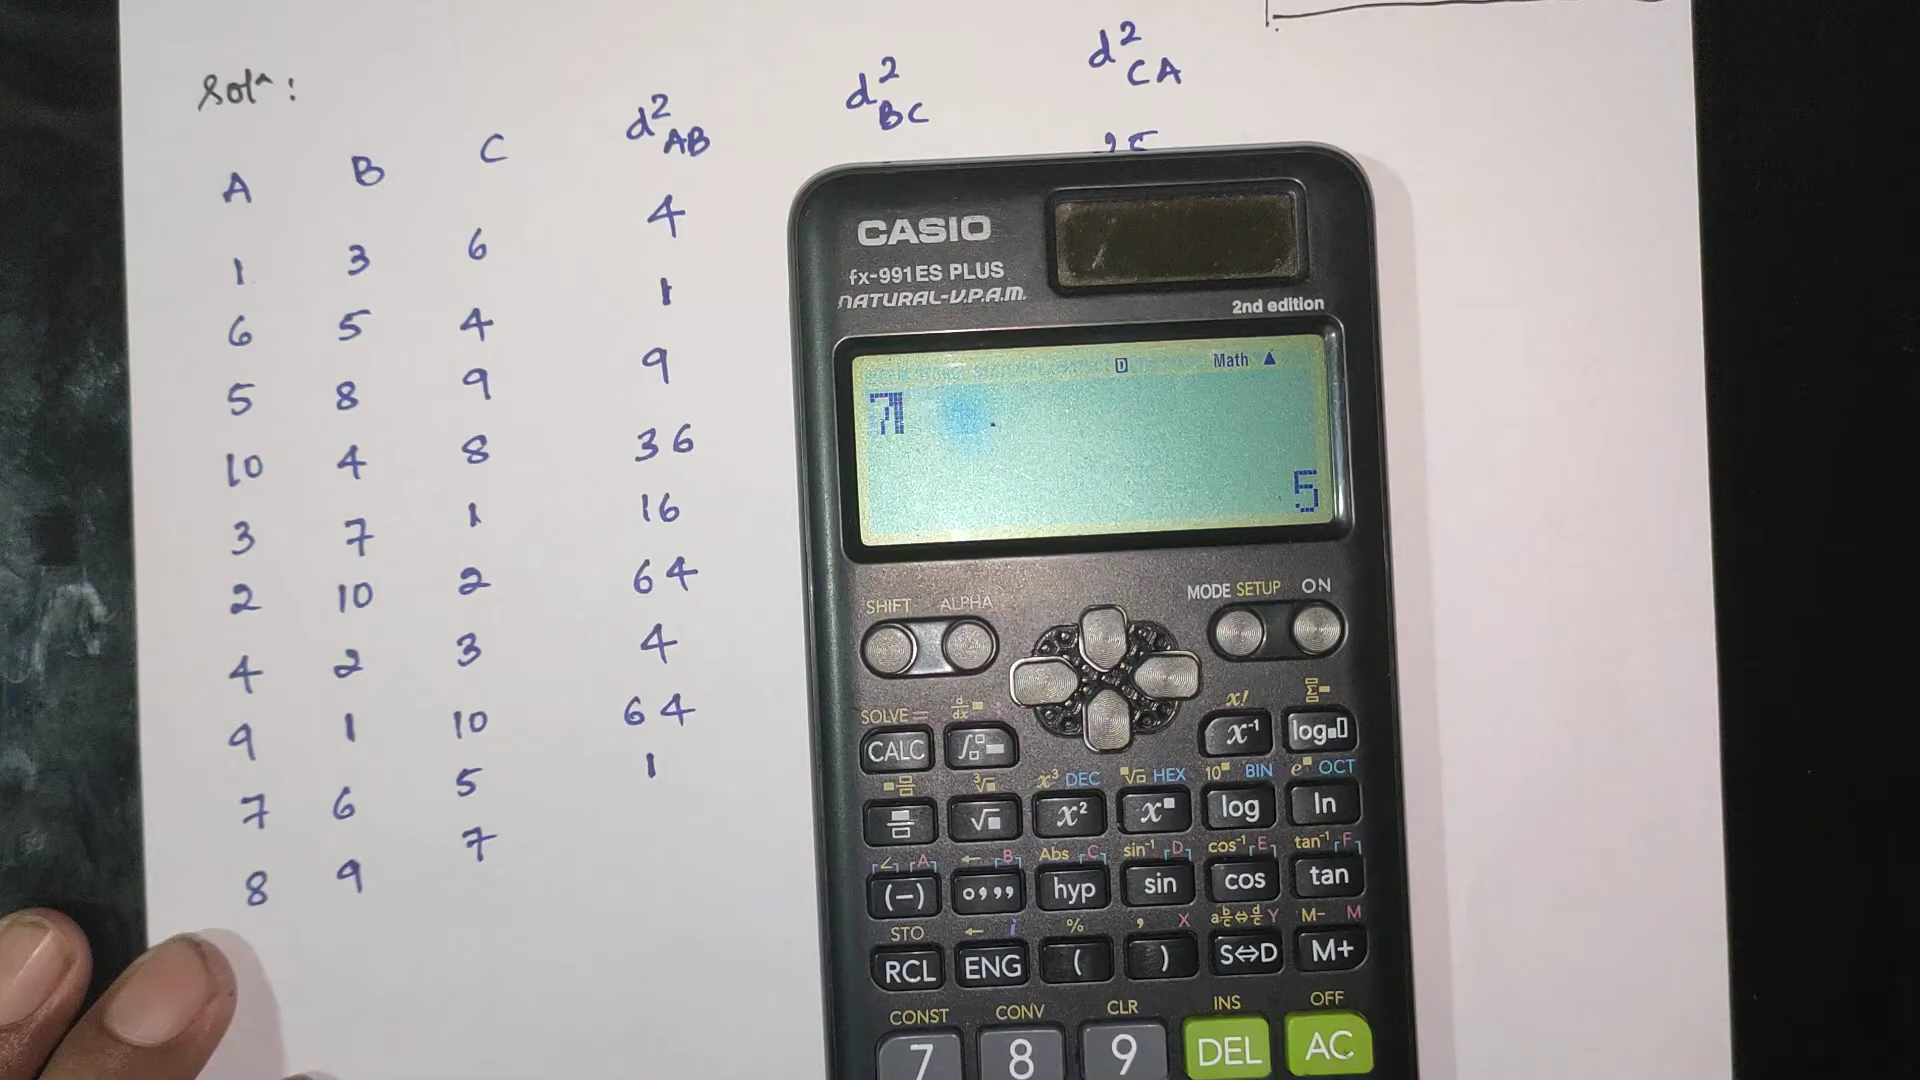 Solⁿ:
A B C d²AB d²BC d²CA
1 3 6 4
6 5 4 1
5 8 9 9
10 4 8 36
3 7 1 16
2 10 2 64
4 2 3 4
9 1 10 64
7 6 5 1
8 9 7
CASIO
fx-991ES PLUS
NATURAL-V.P.A.M.
2nd edition
D Math ▲
7
5
SHIFT ALPHA MODE SETUP ON
SOLVE = d/dx x! Σ
CALC ∫ x⁻¹ log
³√ x³ DEC √ HEX 10 BIN e OCT
√ x² x log ln
∠ A ← B Abs C sin⁻¹ D cos⁻¹ E tan⁻¹ F
(−) °,,, hyp sin cos tan
STO ← i % , X a b/c⇔d/c Y M- M
RCL ENG ( ) S⇔D M+
CONST CONV CLR INS OFF
7 8 9 DEL AC